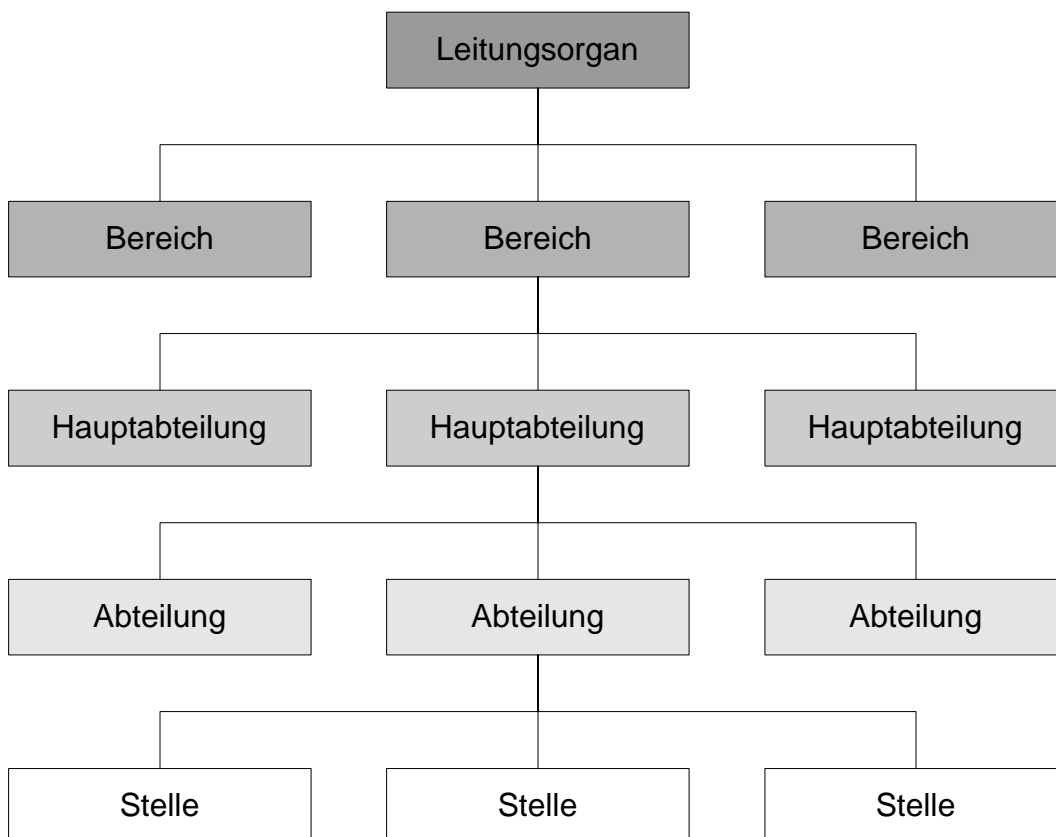 Leitungsorgan
Bereich Bereich Bereich
Hauptabteilung Hauptabteilung Hauptabteilung
Abteilung Abteilung Abteilung
Stelle Stelle Stelle